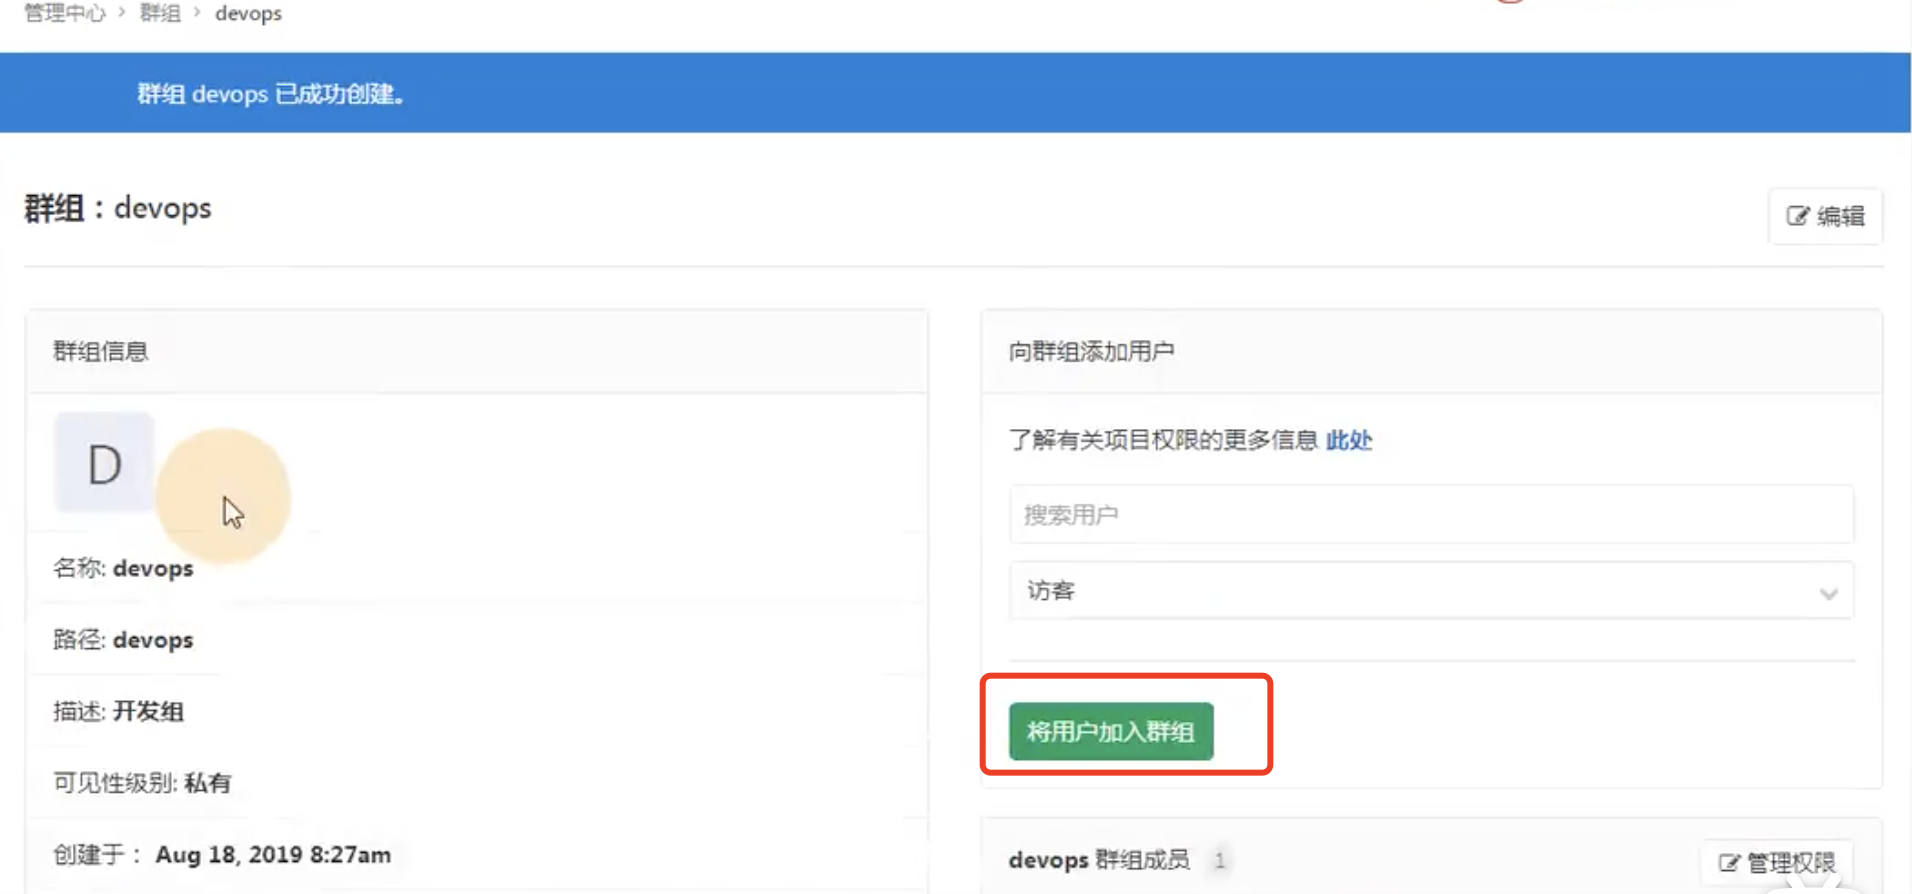 管理中心 › 群组 › devops
群组 devops 已成功创建。
群组：devops
编辑
群组信息
D
名称: devops
路径: devops
描述: 开发组
可见性级别: 私有
创建于： Aug 18, 2019 8:27am
向群组添加用户
了解有关项目权限的更多信息 此处
搜索用户
访客
将用户加入群组
devops 群组成员 1
管理权限